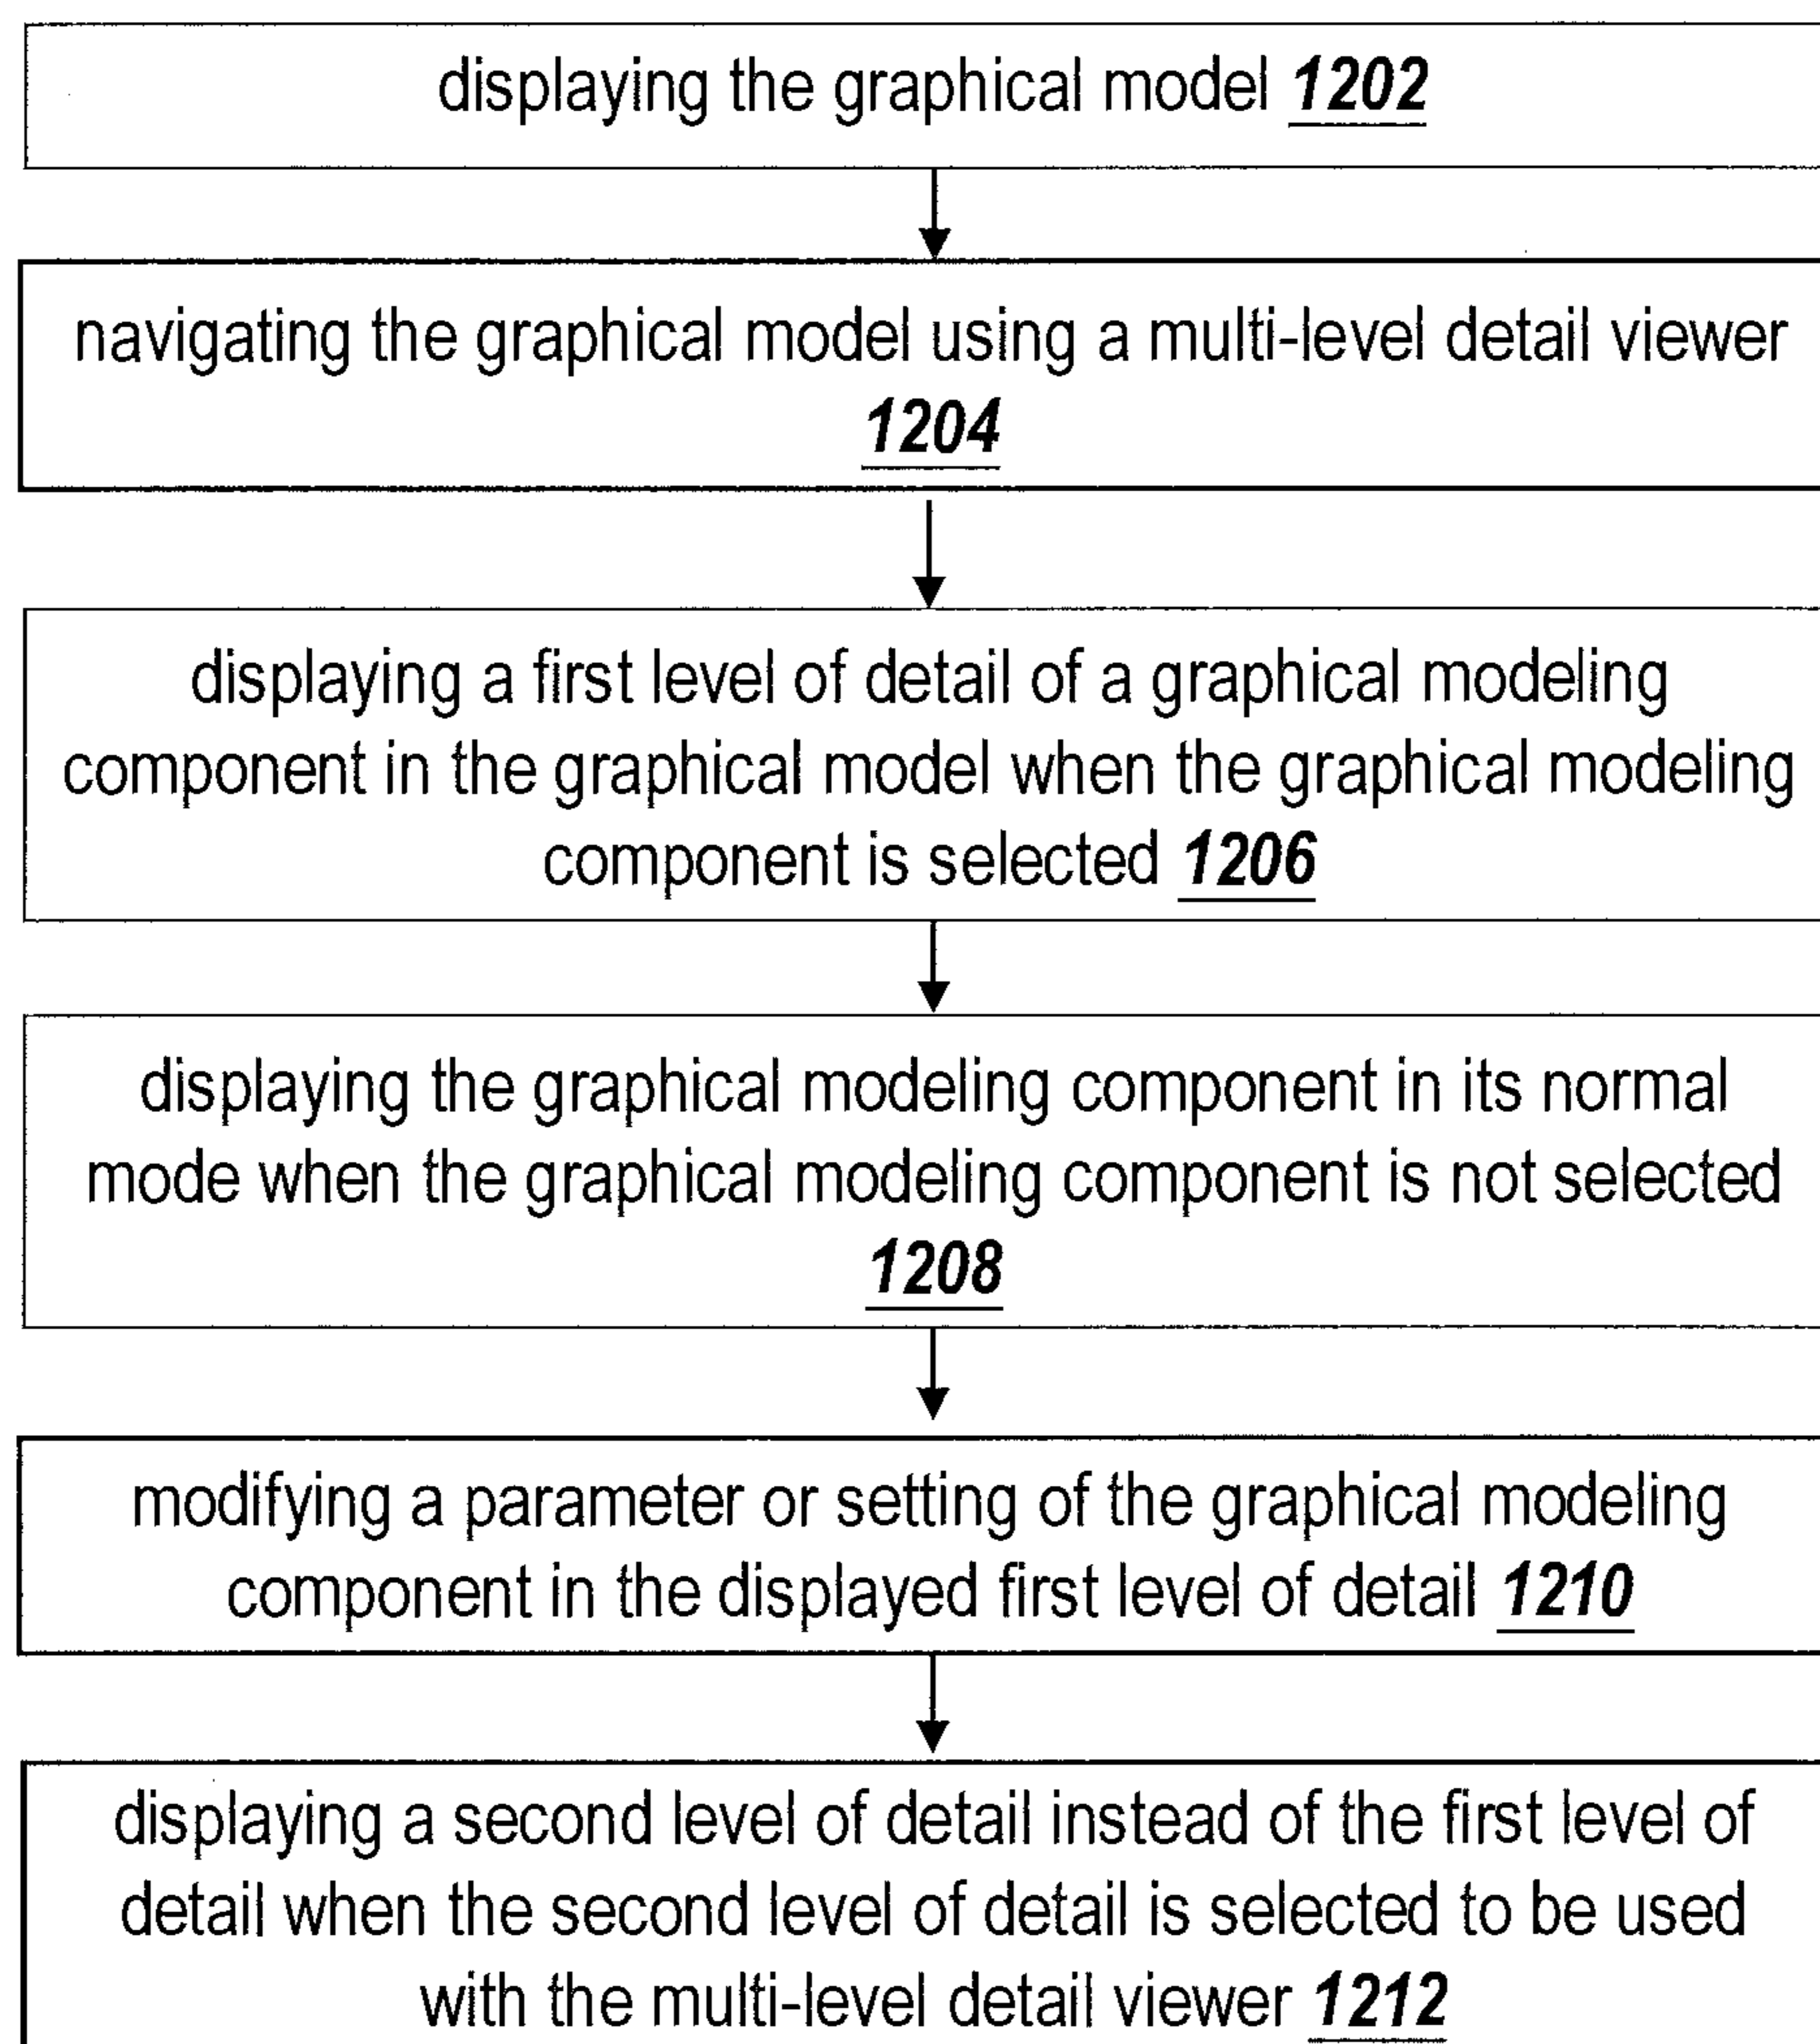 displaying the graphical model 1202
navigating the graphical model using a multi-level detail viewer
1204
displaying a first level of detail of a graphical modeling
component in the graphical model when the graphical modeling
component is selected 1206
displaying the graphical modeling component in its normal
mode when the graphical modeling component is not selected
1208
modifying a parameter or setting of the graphical modeling
component in the displayed first level of detail 1210
displaying a second level of detail instead of the first level of
detail when the second level of detail is selected to be used
with the multi-level detail viewer 1212